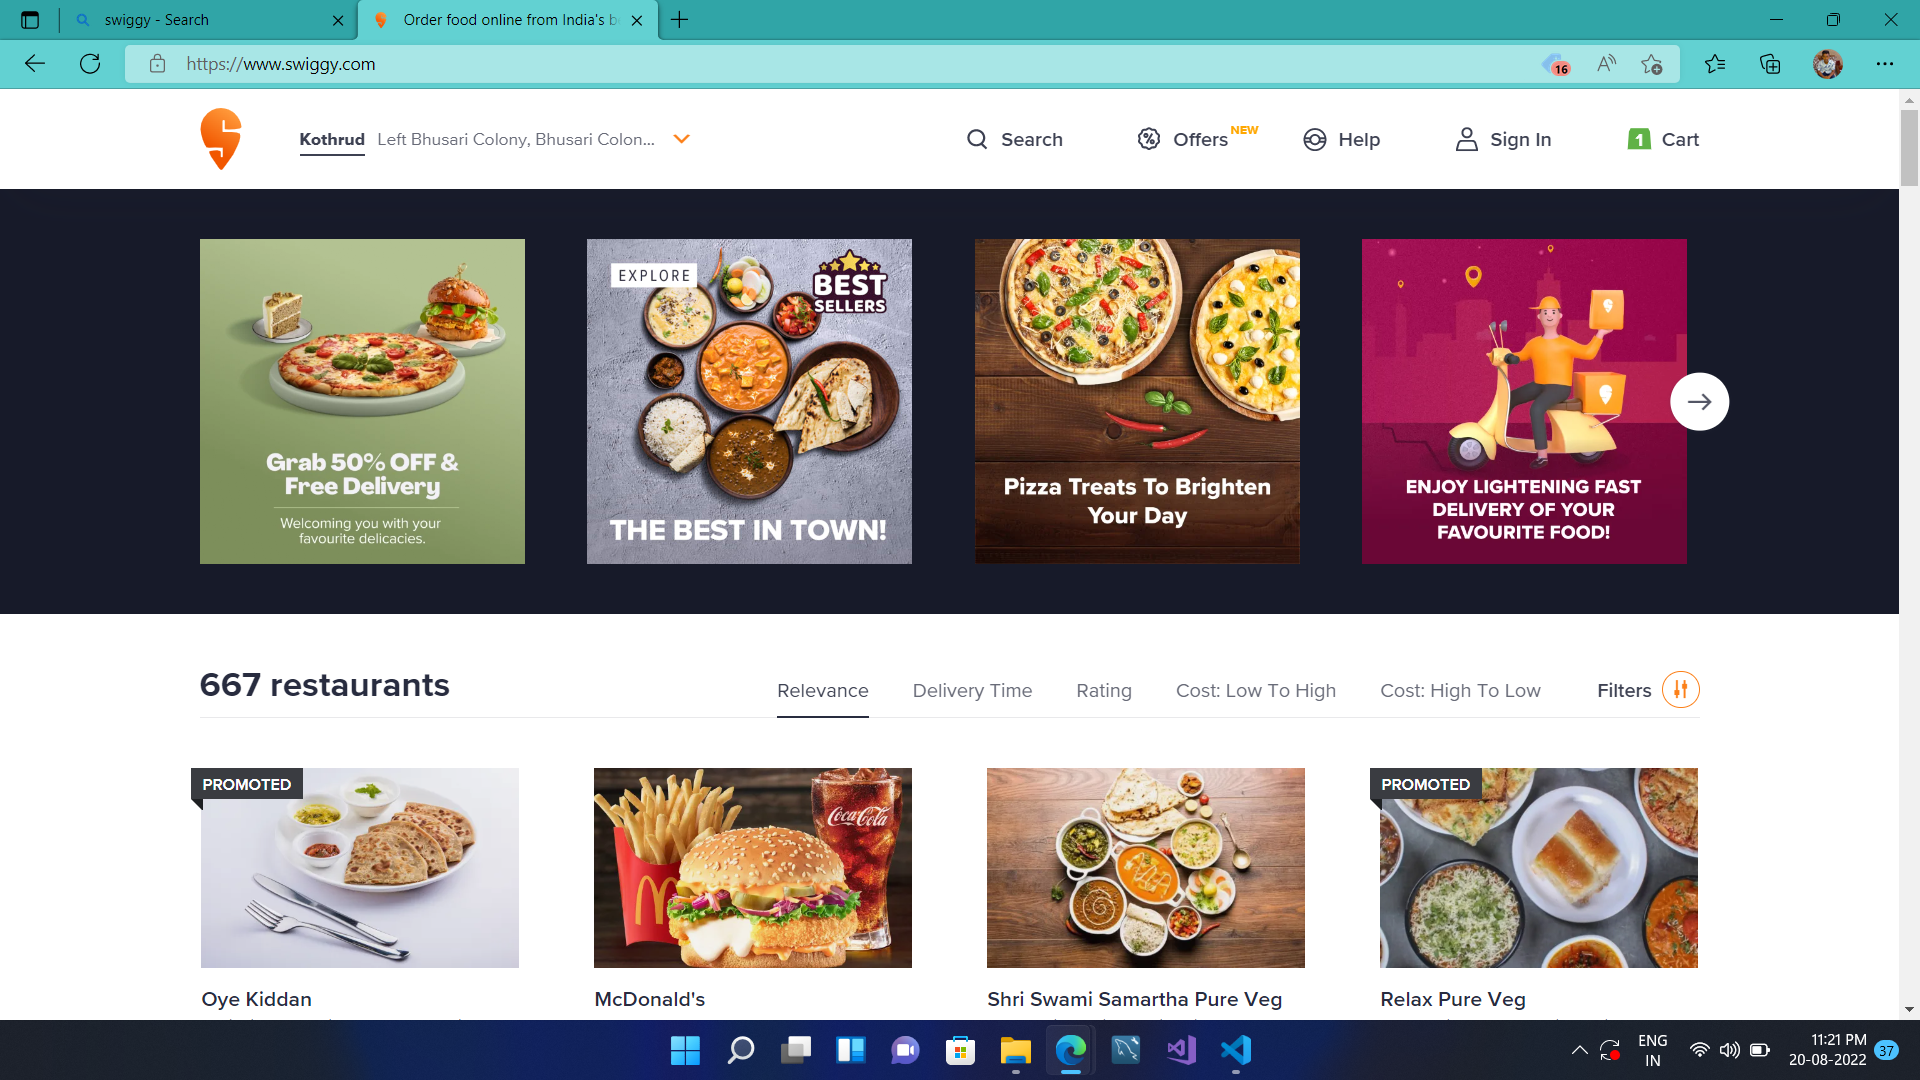 swiggy - Search
Order food online from India's b
https://www.swiggy.com
16
Kothrud Left Bhusari Colony, Bhusari Colon...
Search
Offers NEW
Help
Sign In
1 Cart
Grab 50% OFF &
Free Delivery
Welcoming you with your
favourite delicacies.
EXPLORE
BEST
SELLERS
THE BEST IN TOWN!
Pizza Treats To Brighten
Your Day
ENJOY LIGHTENING FAST
DELIVERY OF YOUR
FAVOURITE FOOD!
667 restaurants
Relevance
Delivery Time
Rating
Cost: Low To High
Cost: High To Low
Filters
PROMOTED
Coca-Cola
PROMOTED
Oye Kiddan
McDonald's
Shri Swami Samartha Pure Veg
Relax Pure Veg
ENG
IN
11:21 PM
20-08-2022
37